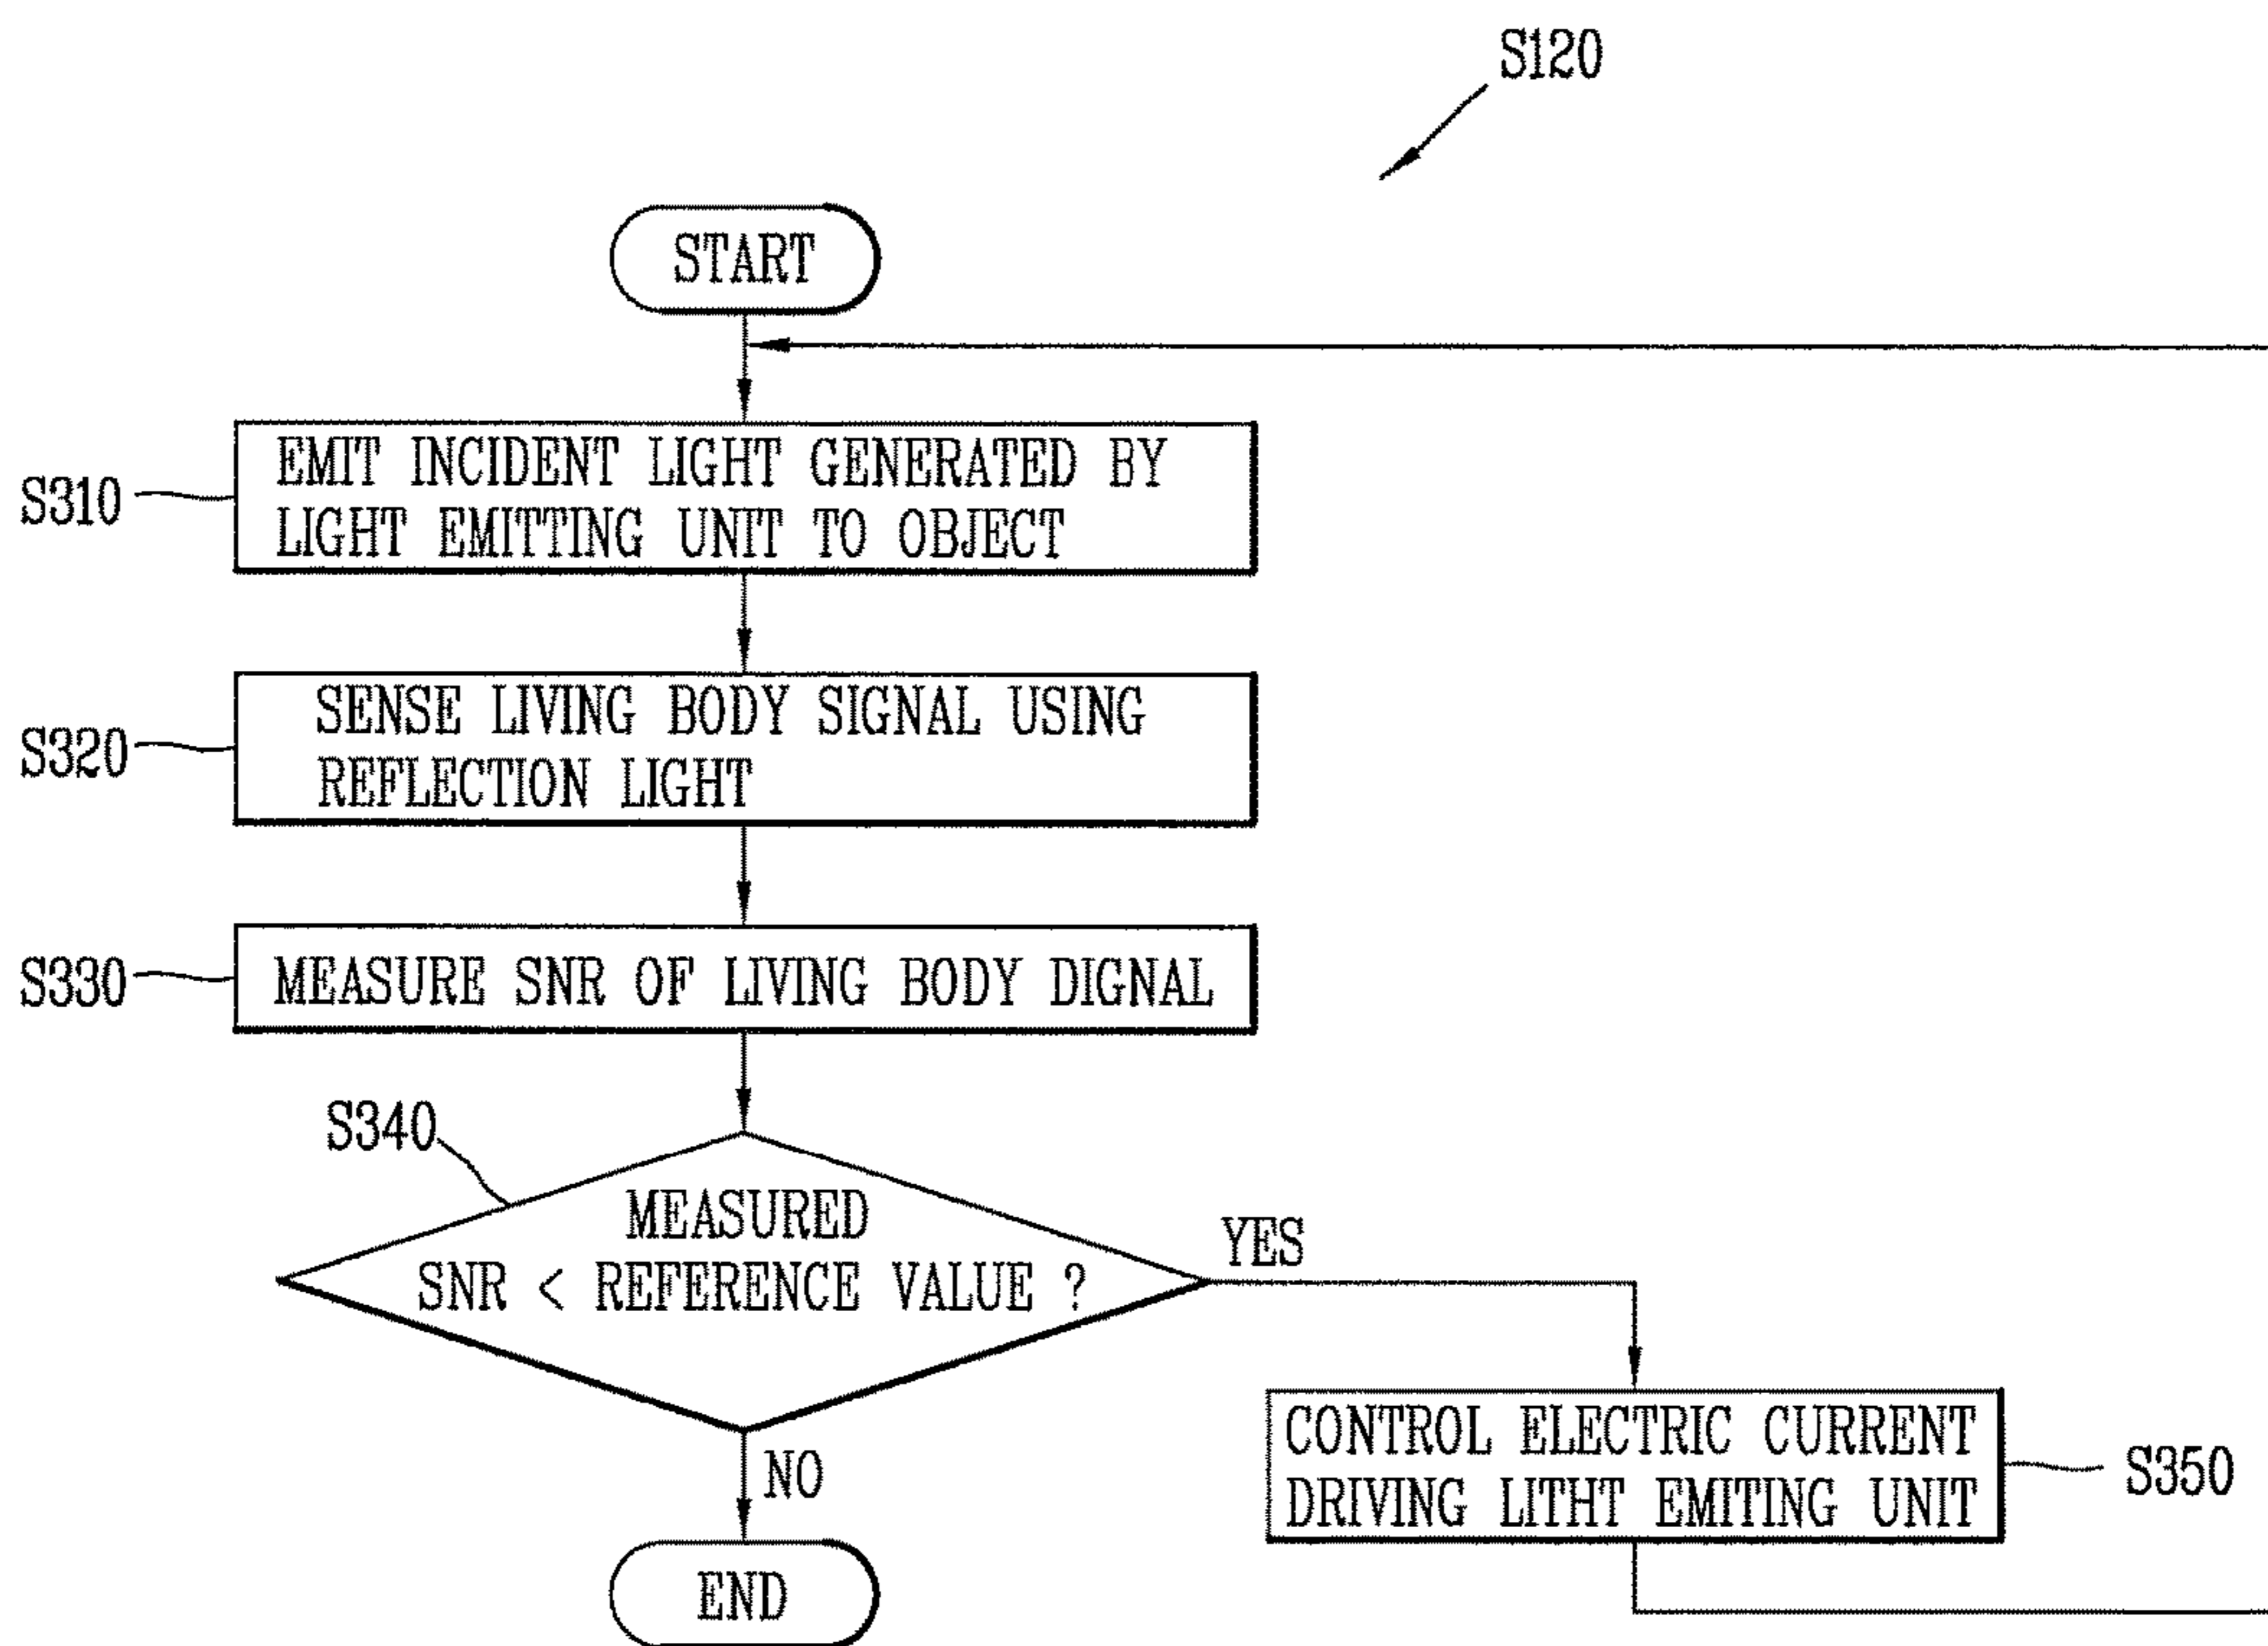 S120
START
S310
EMIT INCIDENT LIGHT GENERATED BY
LIGHT EMITTING UNIT TO OBJECT
S320
SENSE LIVING BODY SIGNAL USING
REFLECTION LIGHT
S330
MEASURE SNR OF LIVING BODY DIGNAL
S340
MEASURED
SNR < REFERENCE VALUE ?
YES
NO
CONTROL ELECTRIC CURRENT
DRIVING LITHT EMITING UNIT
S350
END